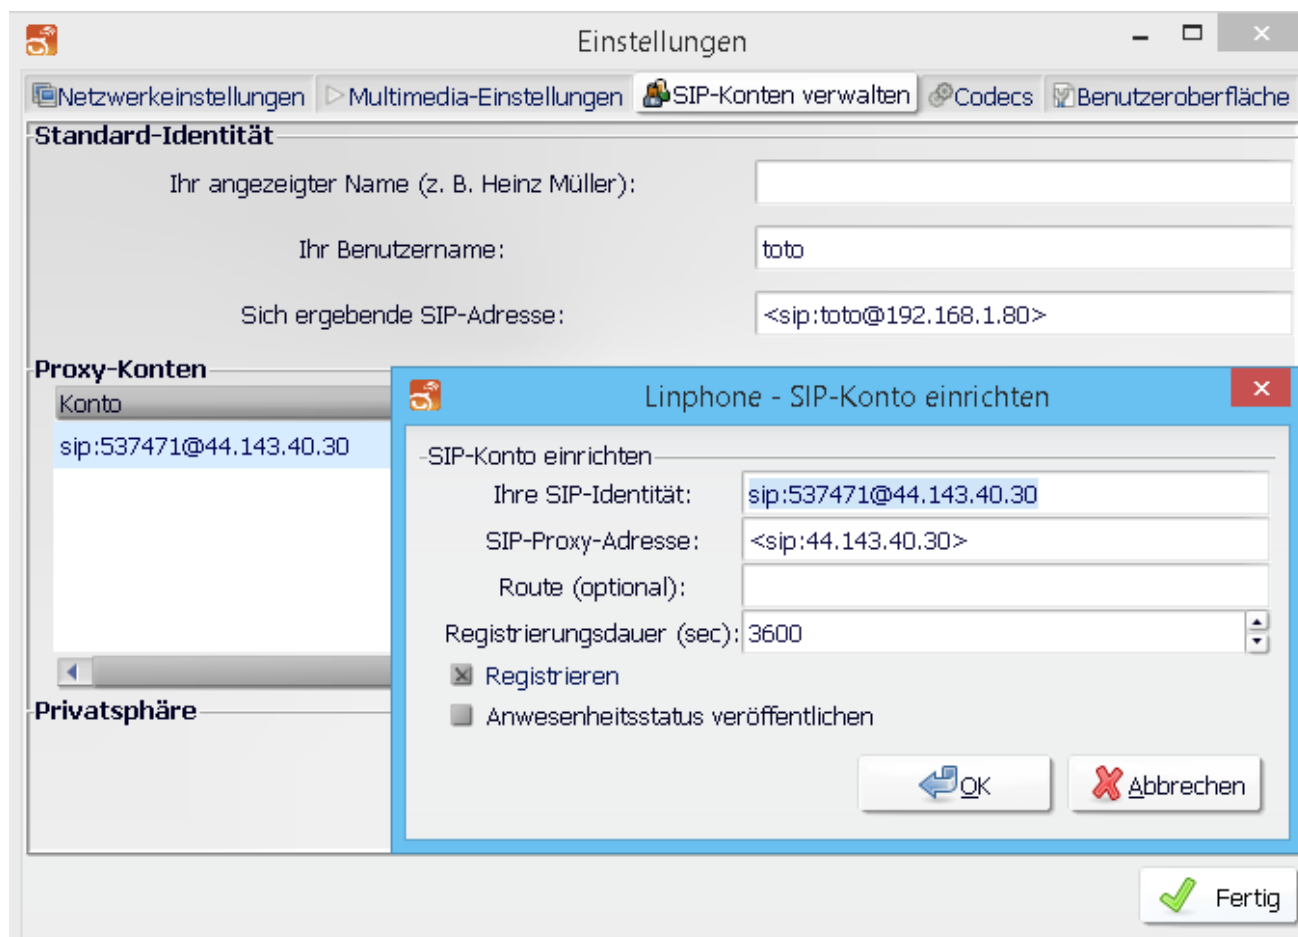 Einstellungen
Netzwerkeinstellungen Multimedia-Einstellungen SIP-Konten verwalten Codecs Benutzeroberfläche
Standard-Identität
Ihr angezeigter Name (z. B. Heinz Müller):
Ihr Benutzername: toto
Sich ergebende SIP-Adresse: <sip:toto@192.168.1.80>
Proxy-Konten
Konto
sip:537471@44.143.40.30
Privatsphäre
Linphone - SIP-Konto einrichten
SIP-Konto einrichten
Ihre SIP-Identität: sip:537471@44.143.40.30
SIP-Proxy-Adresse: <sip:44.143.40.30>
Route (optional):
Registrierungsdauer (sec): 3600
Registrieren
Anwesenheitsstatus veröffentlichen
OK Abbrechen
Fertig